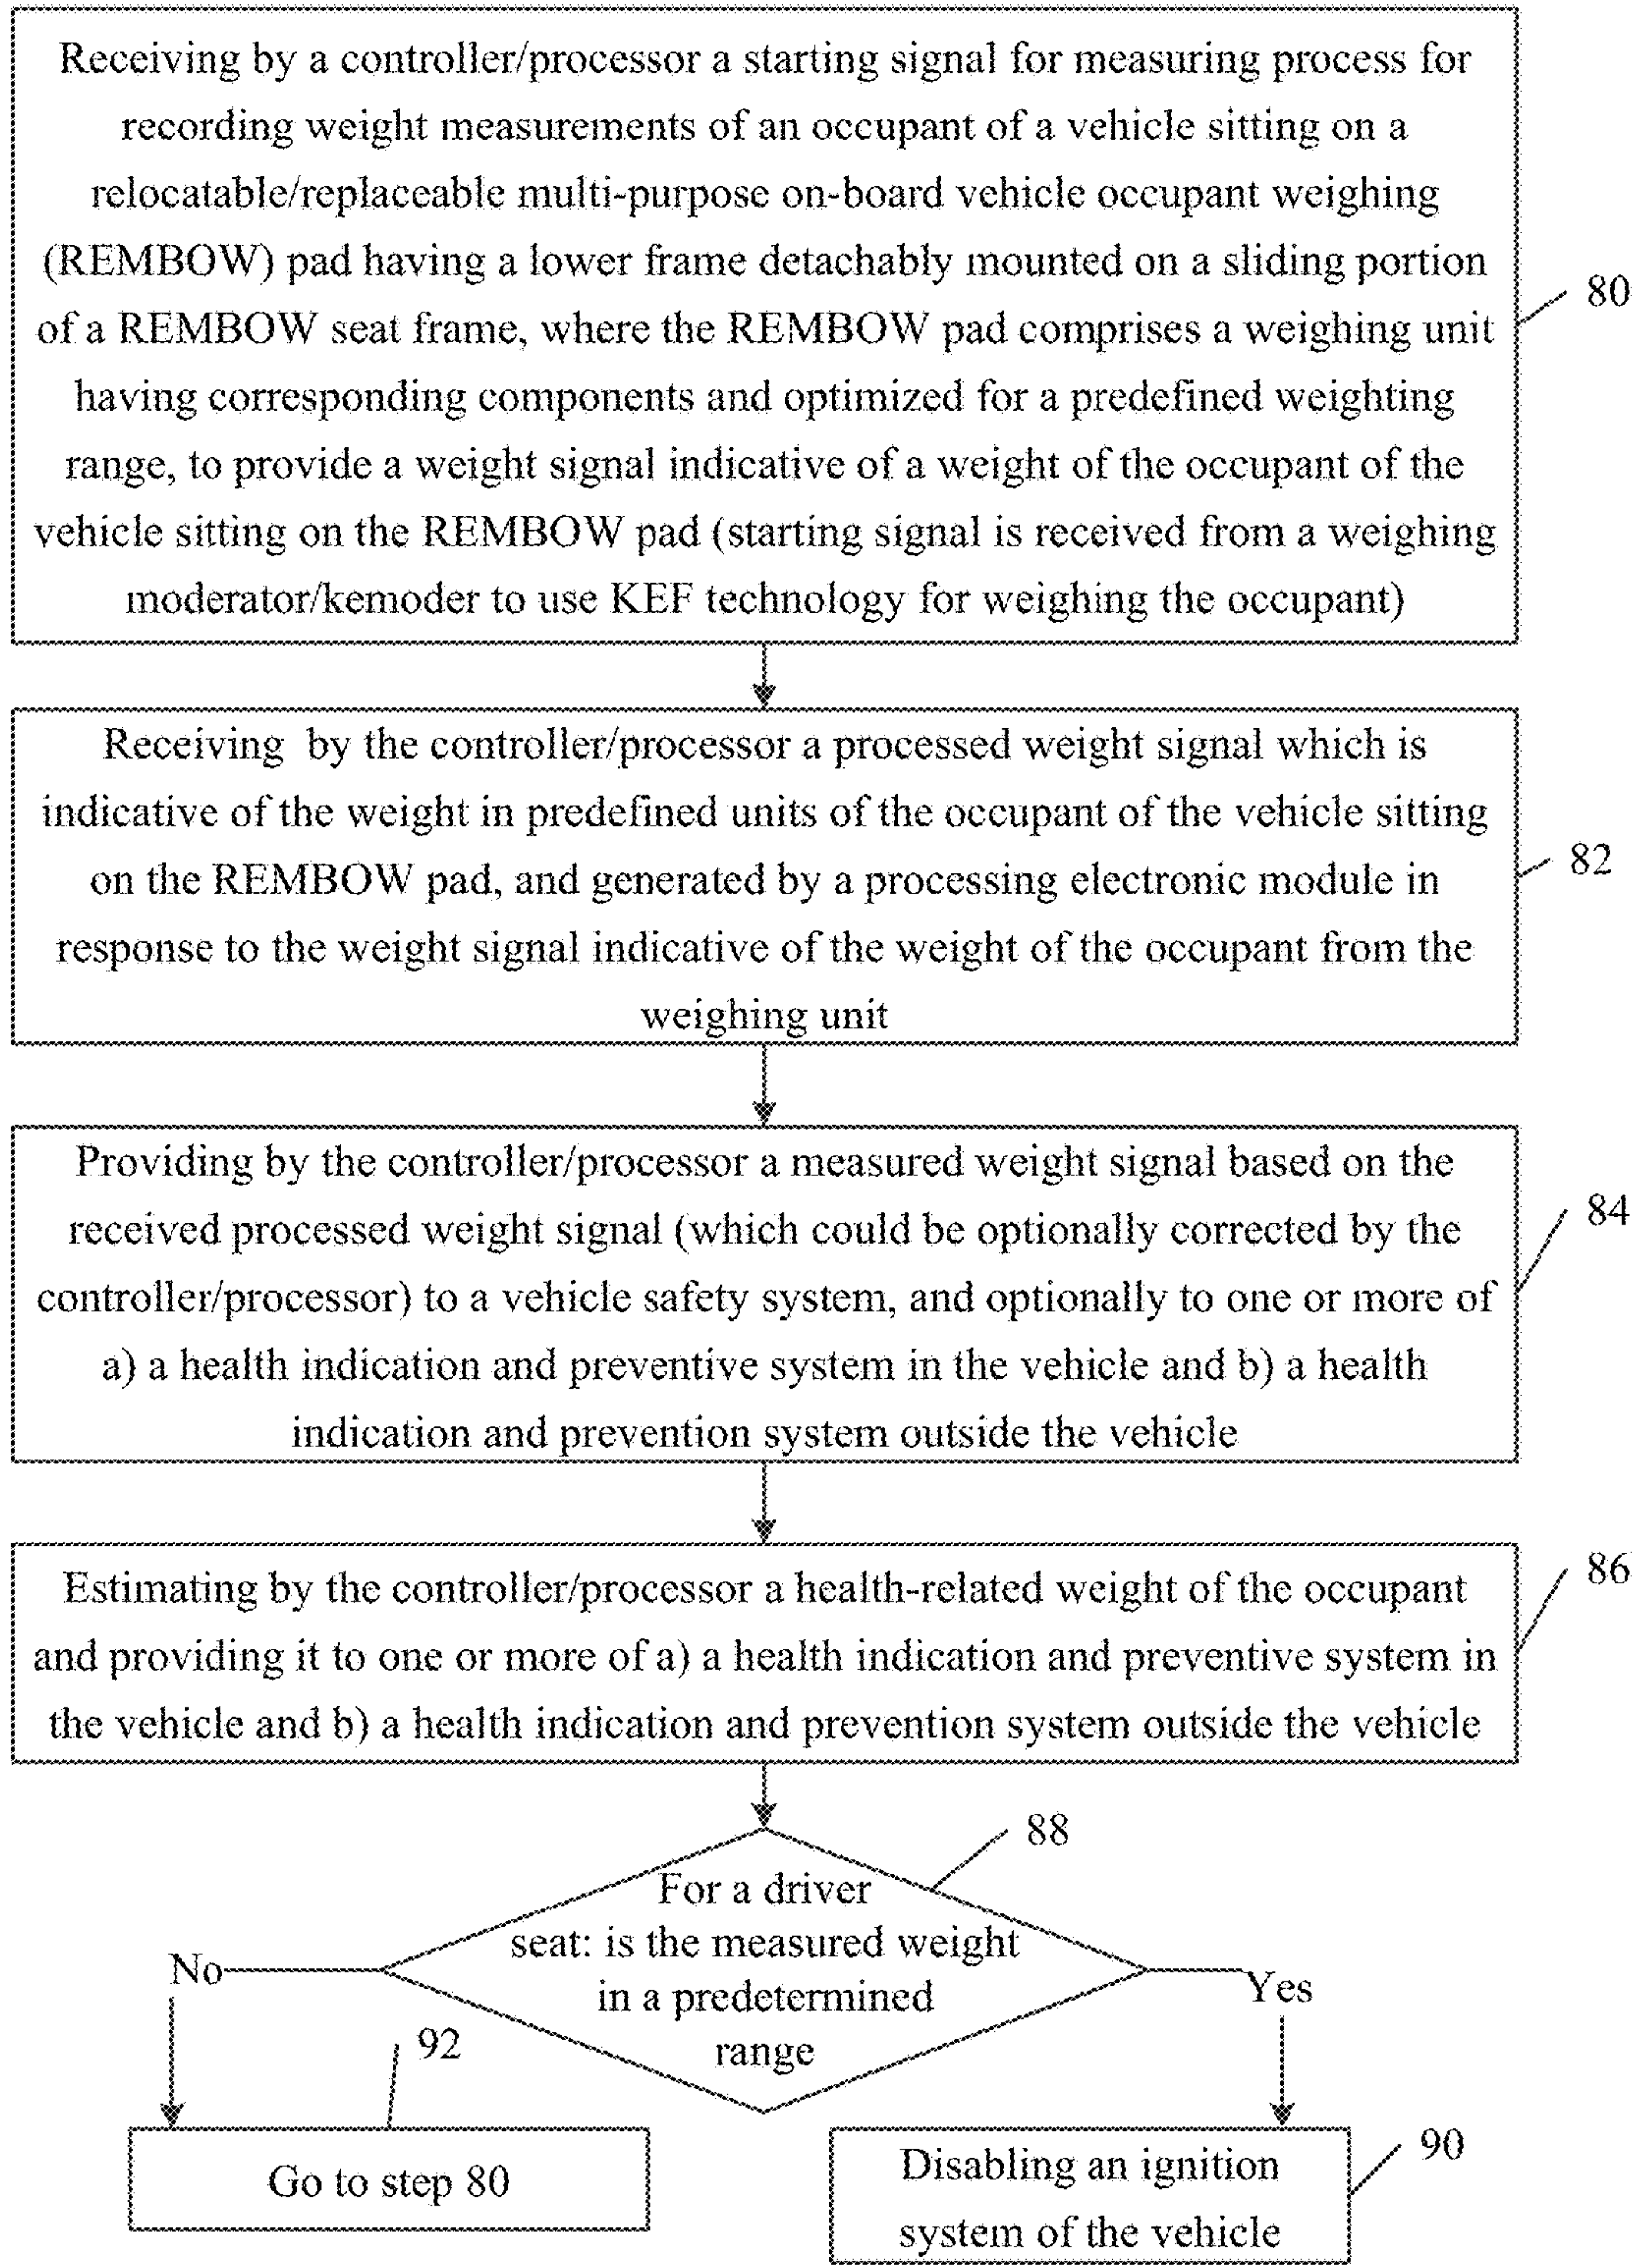 Receiving by a controller/processor a starting signal for measuring process for
recording weight measurements of an occupant of a vehicle sitting on a
relocatable/replaceable multi-purpose on-board vehicle occupant weighing
(REMBOW) pad having a lower frame detachably mounted on a sliding portion
of a REMBOW seat frame, where the REMBOW pad comprises a weighing unit
having corresponding components and optimized for a predefined weighting
range, to provide a weight signal indicative of a weight of the occupant of the
vehicle sitting on the REMBOW pad (starting signal is received from a weighing
moderator/kemoder to use KEF technology for weighing the occupant)
80
Receiving by the controller/processor a processed weight signal which is
indicative of the weight in predefined units of the occupant of the vehicle sitting
on the REMBOW pad, and generated by a processing electronic module in
response to the weight signal indicative of the weight of the occupant from the
weighing unit
82
Providing by the controller/processor a measured weight signal based on the
received processed weight signal (which could be optionally corrected by the
controller/processor) to a vehicle safety system, and optionally to one or more of
a) a health indication and preventive system in the vehicle and b) a health
indication and prevention system outside the vehicle
84
Estimating by the controller/processor a health-related weight of the occupant
and providing it to one or more of a) a health indication and preventive system in
the vehicle and b) a health indication and prevention system outside the vehicle
86
88
For a driver
seat: is the measured weight
in a predetermined
range
No
Yes
92
Go to step 80
90
Disabling an ignition
system of the vehicle